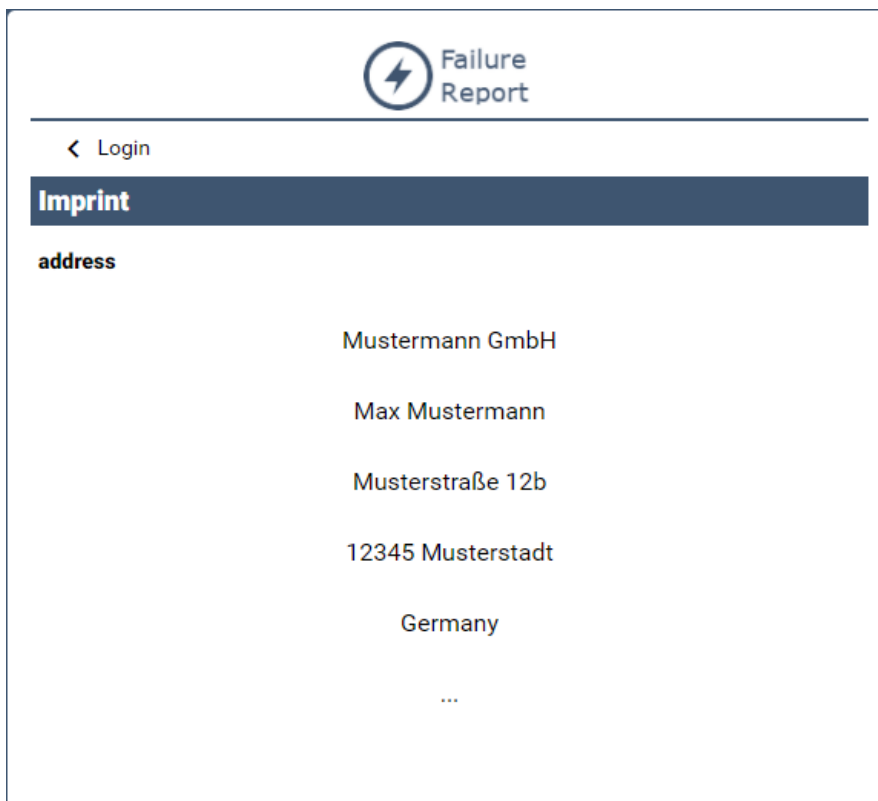 Failure
Report
Login
Imprint
address
Mustermann GmbH
Max Mustermann
Musterstraße 12b
12345 Musterstadt
Germany
...